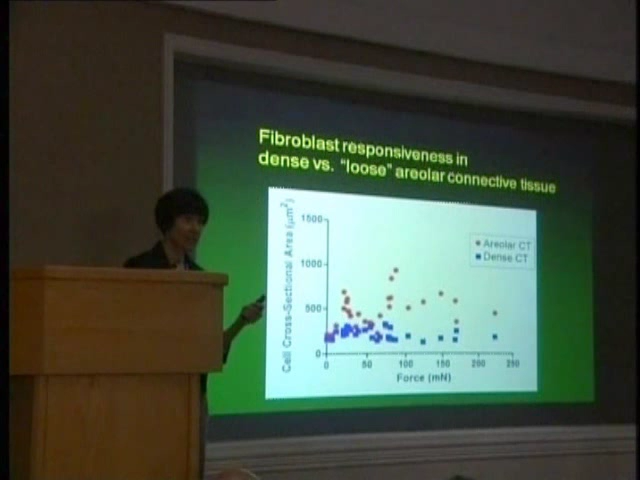 Fibroblast responsiveness in
dense vs. "loose" areolar connective tissue
Cell Cross-Sectional Area (μm²)
1500
1000
500
0
Areolar CT
Dense CT
0 50 100 150 200 250
Force (mN)